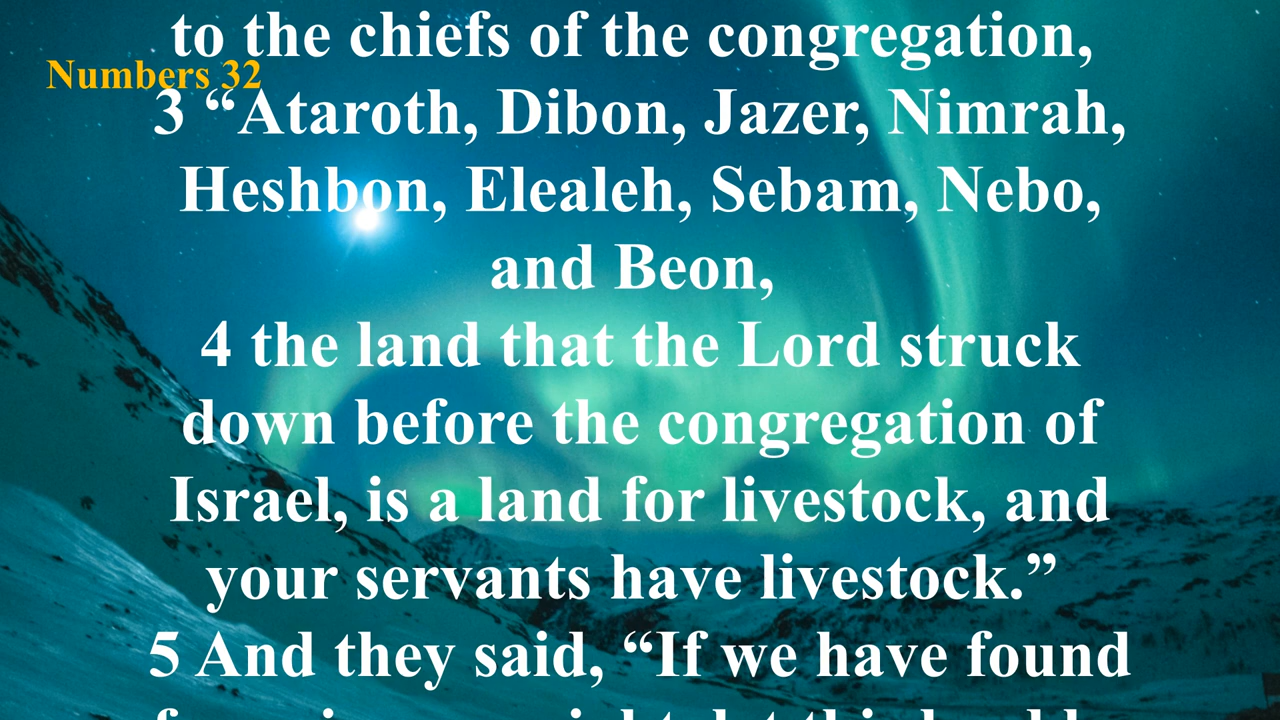 to the chiefs of the congregation,
Numbers 32
3 “Ataroth, Dibon, Jazer, Nimrah,
Heshbon, Elealeh, Sebam, Nebo,
and Beon,
4 the land that the Lord struck
down before the congregation of
Israel, is a land for livestock, and
your servants have livestock.”
5 And they said, “If we have found